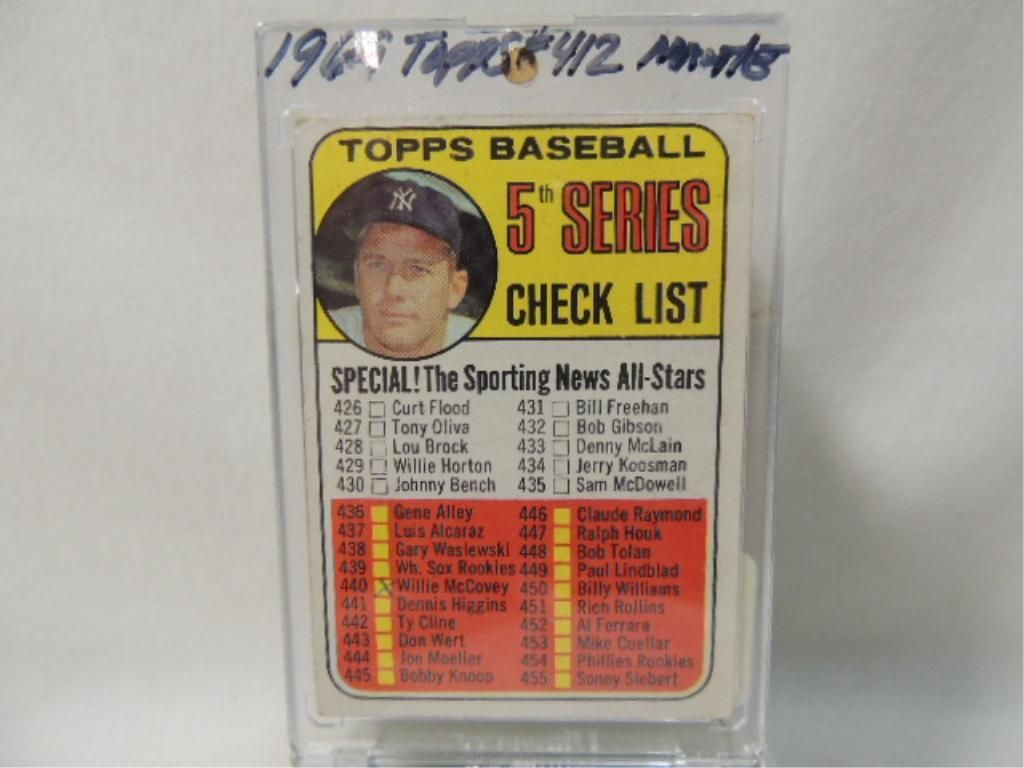 1969 Topps #412 Mantle
TOPPS BASEBALL
NY
5th SERIES
CHECK LIST
SPECIAL! The Sporting News All-Stars
426 Curt Flood 431 Bill Freehan
427 Tony Oliva 432 Bob Gibson
428 Lou Brock 433 Denny McLain
429 Willie Horton 434 Jerry Koosman
430 Johnny Bench 435 Sam McDowell
436 Gene Alley 446 Claude Raymond
437 Luis Alcaraz 447 Ralph Houk
438 Gary Waslewski 448 Bob Tolan
439 Wh. Sox Rookies 449 Paul Lindblad
440 X Willie McCovey 450 Billy Williams
441 Dennis Higgins 451 Rich Rollins
442 Ty Cline 452 Al Ferrara
443 Don Wert 453 Mike Cuellar
444 Joe Moeller 454 Phillies Rookies
445 Bobby Knoop 455 Sonny Siebert